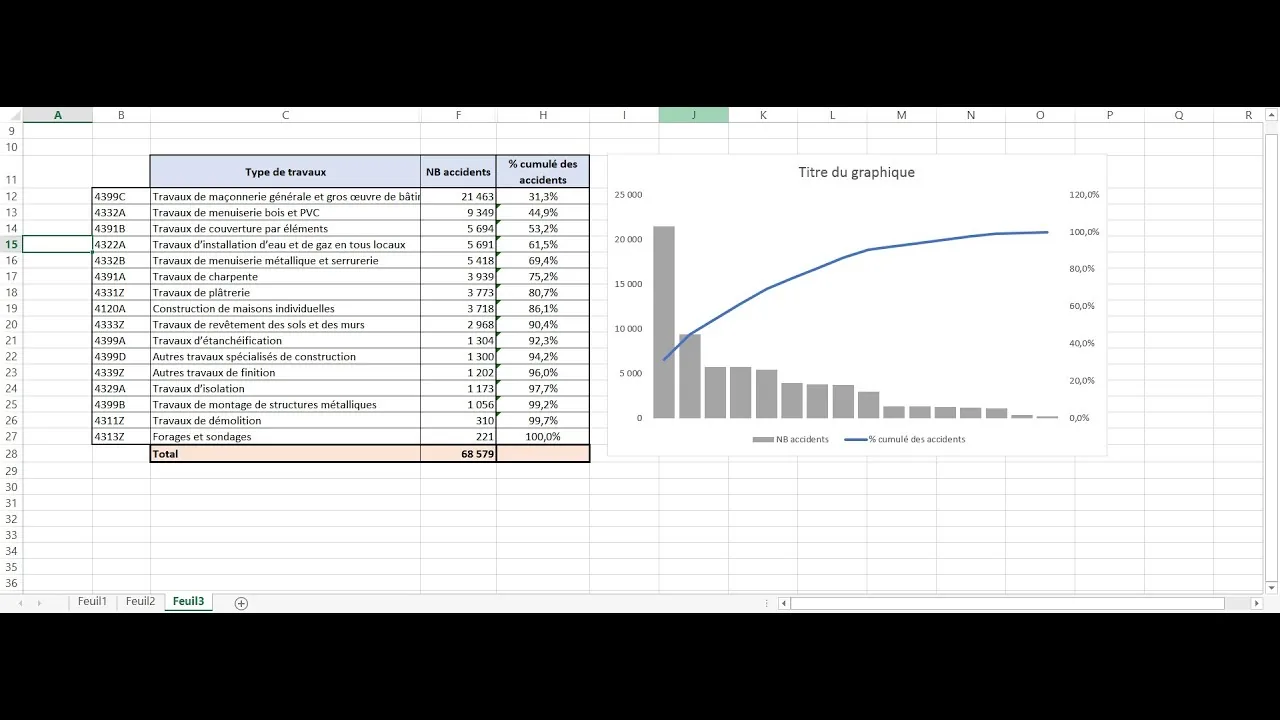 A B C F H I J K L M N O P Q R
9
10
11 Type de travaux NB accidents % cumulé des accidents
12 4399C Travaux de maçonnerie générale et gros œuvre de bâtir 21 463 31,3%
13 4332A Travaux de menuiserie bois et PVC 9 349 44,9%
14 4391B Travaux de couverture par éléments 5 694 53,2%
15 4322A Travaux d’installation d’eau et de gaz en tous locaux 5 691 61,5%
16 4332B Travaux de menuiserie métallique et serrurerie 5 418 69,4%
17 4391A Travaux de charpente 3 939 75,2%
18 4331Z Travaux de plâtrerie 3 773 80,7%
19 4120A Construction de maisons individuelles 3 718 86,1%
20 4333Z Travaux de revêtement des sols et des murs 2 968 90,4%
21 4399A Travaux d’étanchéification 1 304 92,3%
22 4399D Autres travaux spécialisés de construction 1 300 94,2%
23 4339Z Autres travaux de finition 1 202 96,0%
24 4329A Travaux d’isolation 1 173 97,7%
25 4399B Travaux de montage de structures métalliques 1 056 99,2%
26 4311Z Travaux de démolition 310 99,7%
27 4313Z Forages et sondages 221 100,0%
28 Total 68 579
29
30
31
32
33
34
35
36
Titre du graphique
25 000 120,0%
20 000 100,0%
15 000 80,0%
10 000 60,0%
5 000 40,0%
0 20,0%
0,0%
NB accidents % cumulé des accidents
Feuil1 Feuil2 Feuil3